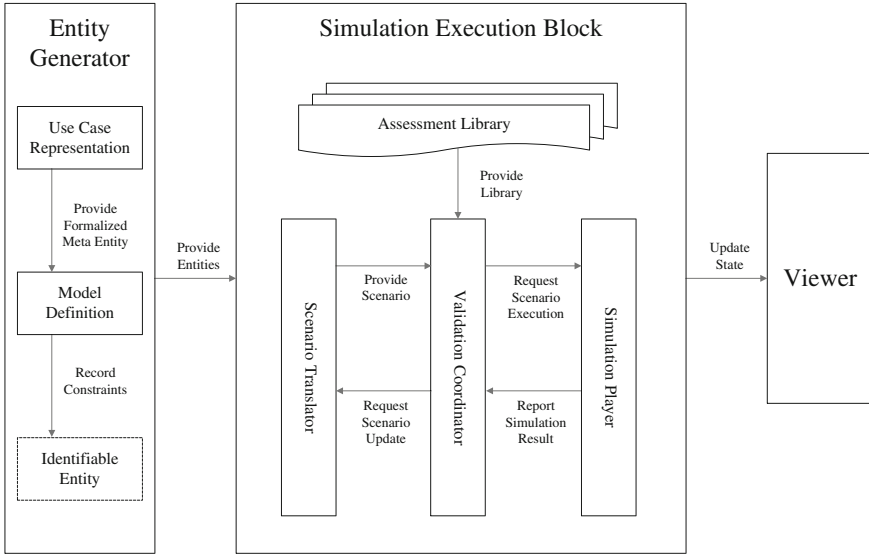 Entity
Generator
Use Case
Representation
Provide
Formalized
Meta Entity
Model
Definition
Record
Constraints
Identifiable
Entity
Provide
Entities
Simulation Execution Block
Assessment Library
Provide
Library
Scenario Translator
Provide
Scenario
Request
Scenario
Update
Validation Coordinator
Request
Scenario
Execution
Report
Simulation
Result
Simulation Player
Update
State
Viewer